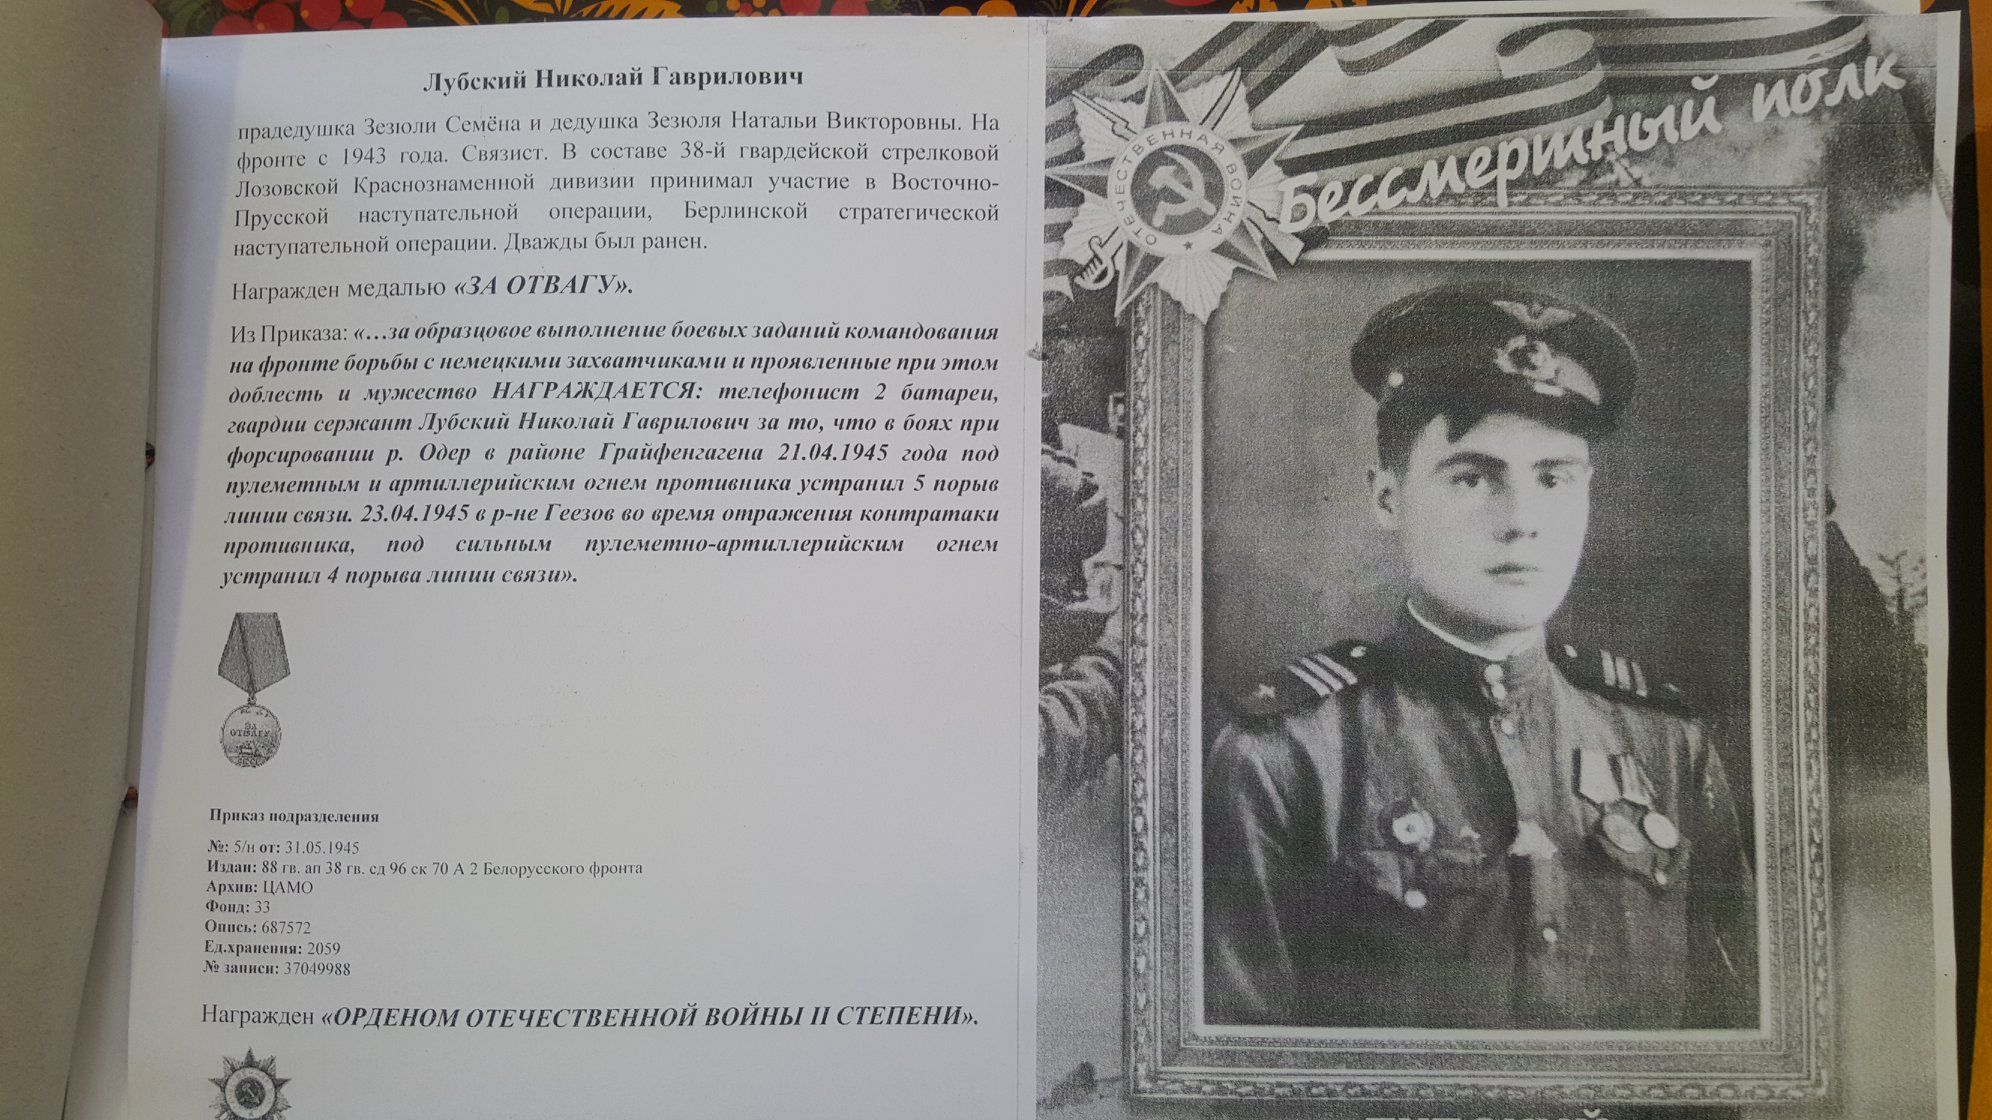 Лубский Николай Гаврилович
прадедушка Зезюли Семёна и дедушка Зезюля Натальи Викторовны. На
фронте с 1943 года. Связист. В составе 38-й гвардейской стрелковой
Лозовской Краснознаменной дивизии принимал участие в Восточно-
Прусской наступательной операции, Берлинской стратегической
наступательной операции. Дважды был ранен.
Награжден медалью «ЗА ОТВАГУ».
Из Приказа: «…за образцовое выполнение боевых заданий командования
на фронте борьбы с немецкими захватчиками и проявленные при этом
доблесть и мужество НАГРАЖДАЕТСЯ: телефонист 2 батареи,
гвардии сержант Лубский Николай Гаврилович за то, что в боях при
форсировании р. Одер в районе Грайфенгагена 21.04.1945 года под
пулеметным и артиллерийским огнем противника устранил 5 порыв
линии связи. 23.04.1945 в р-не Геезов во время отражения контратаки
противника, под сильным пулеметно-артиллерийским огнем
устранил 4 порыва линии связи».
ЗА
ОТВАГУ
СССР
Приказ подразделения
№: 5/н от: 31.05.1945
Издан: 88 гв. ап 38 гв. сд 96 ск 70 А 2 Белорусского фронта
Архив: ЦАМО
Фонд: 33
Опись: 687572
Ед.хранения: 2059
№ записи: 37049988
Награжден «ОРДЕНОМ ОТЕЧЕСТВЕННОЙ ВОЙНЫ II СТЕПЕНИ».
Бессмертный полк
ОТЕЧЕСТВЕННАЯ ВОЙНА